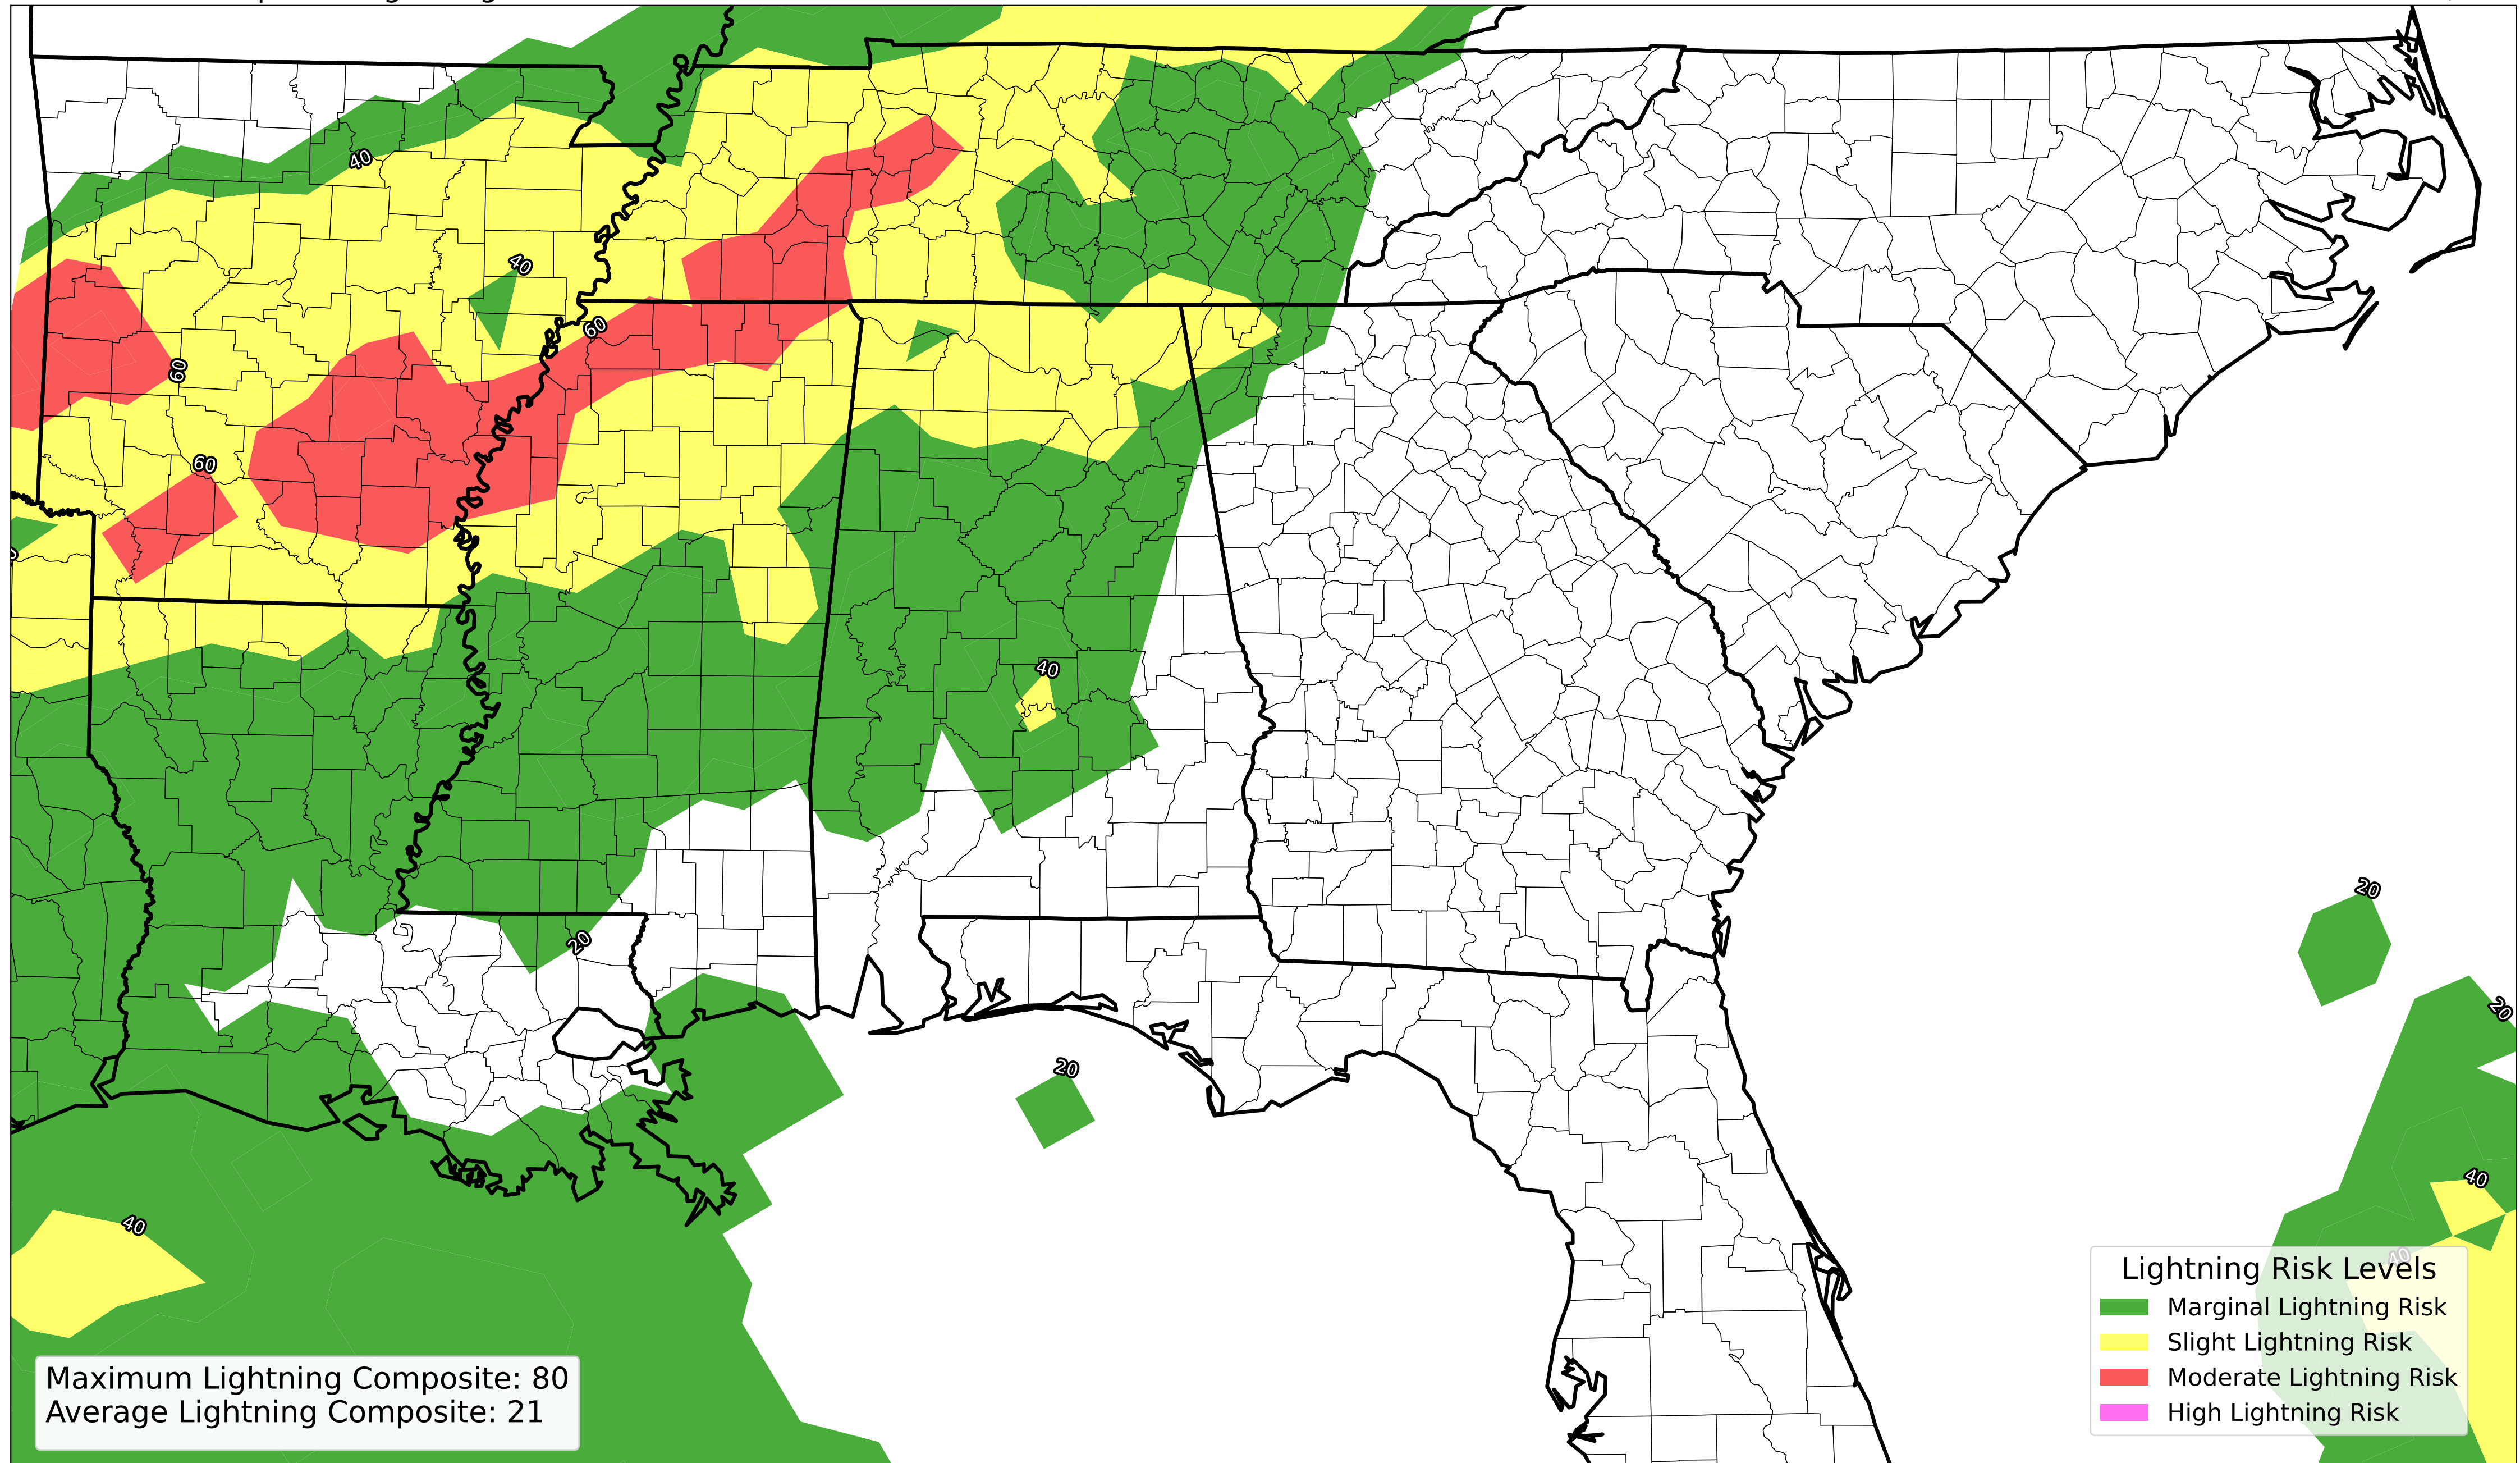 40
40
60
60
60
40
20
20
20
20
40
40
40
Lightning Risk Levels
Marginal Lightning Risk
Slight Lightning Risk
Moderate Lightning Risk
High Lightning Risk
Maximum Lightning Composite: 80
Average Lightning Composite: 21